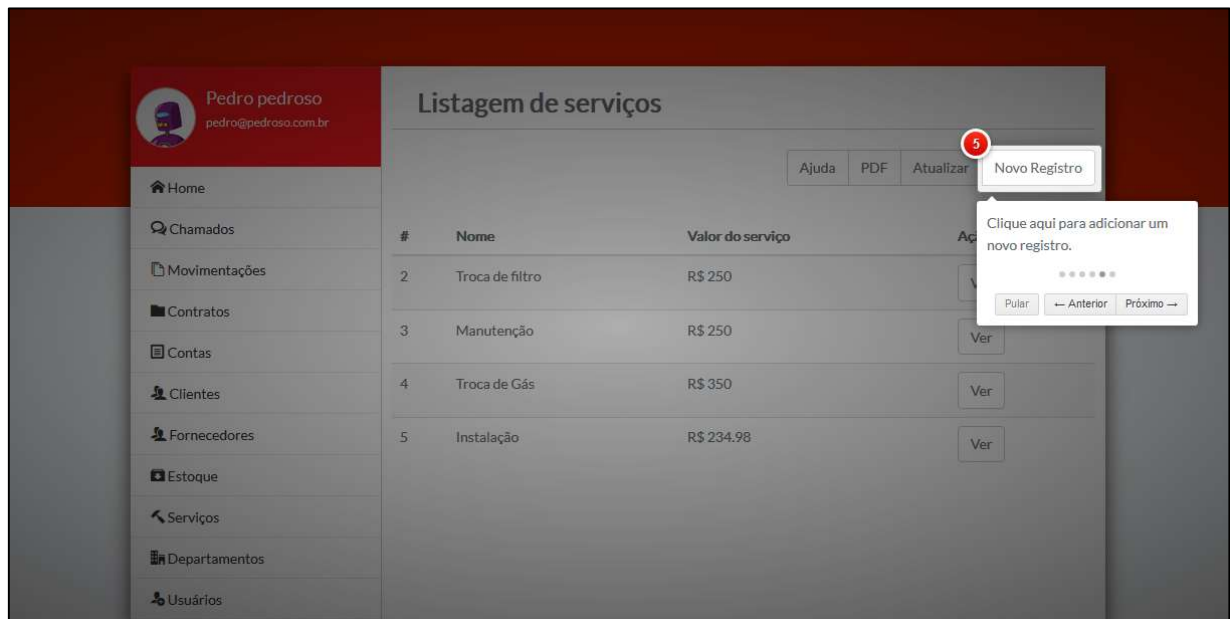 Pedro pedroso
pedro@pedroso.com.br
Home
Chamados
Movimentações
Contratos
Contas
Clientes
Fornecedores
Estoque
Serviços
Departamentos
Usuários
Listagem de serviços
Ajuda PDF Atualizar 5 Novo Registro
Clique aqui para adicionar um
novo registro.
Pular ← Anterior Próximo →
# Nome Valor do serviço
2 Troca de filtro R$ 250
3 Manutenção R$ 250 Ver
4 Troca de Gás R$ 350 Ver
5 Instalação R$ 234.98 Ver